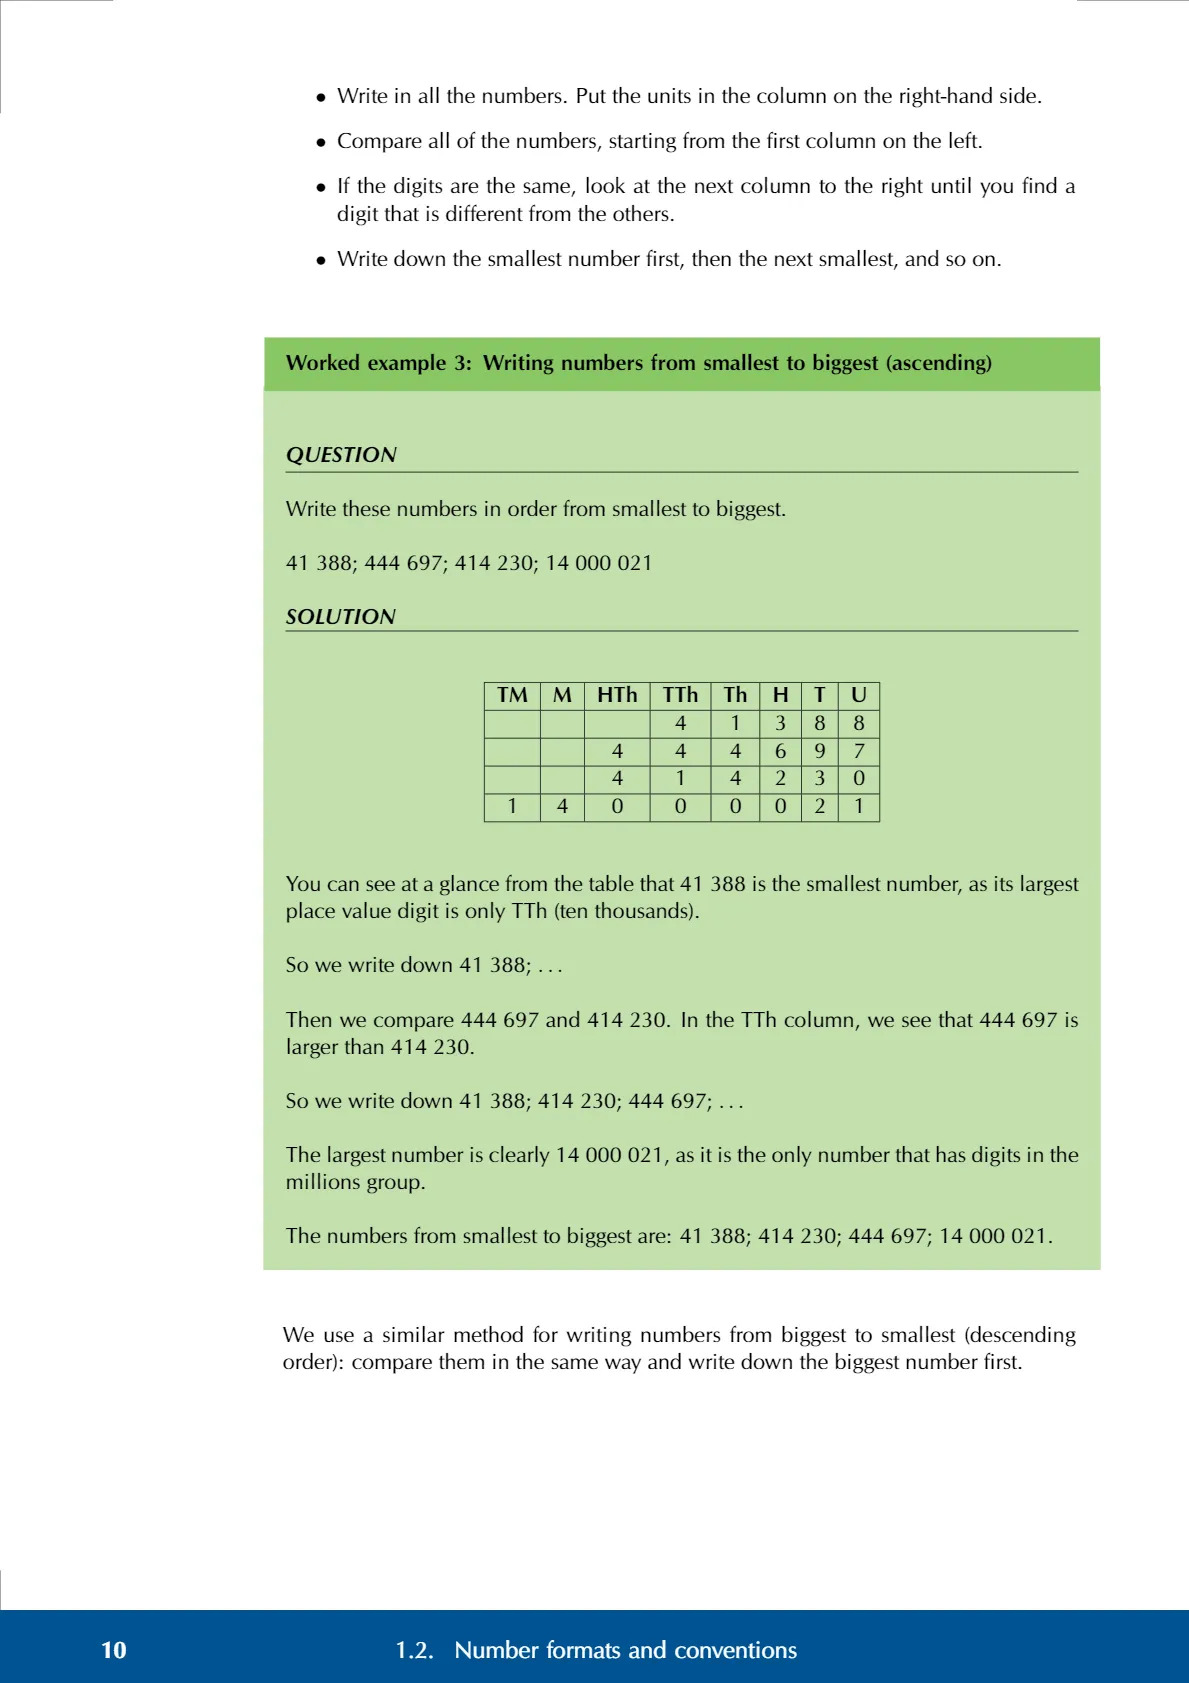 • Write in all the numbers. Put the units in the column on the right-hand side.
• Compare all of the numbers, starting from the first column on the left.
• If the digits are the same, look at the next column to the right until you find a
digit that is different from the others.
• Write down the smallest number first, then the next smallest, and so on.
Worked example 3: Writing numbers from smallest to biggest (ascending)
QUESTION
Write these numbers in order from smallest to biggest.
41 388; 444 697; 414 230; 14 000 021
SOLUTION
TM M HTh TTh Th H T U
4 1 3 8 8
4 4 4 6 9 7
4 1 4 2 3 0
1 4 0 0 0 0 2 1
You can see at a glance from the table that 41 388 is the smallest number, as its largest
place value digit is only TTh (ten thousands).
So we write down 41 388; . . .
Then we compare 444 697 and 414 230. In the TTh column, we see that 444 697 is
larger than 414 230.
So we write down 41 388; 414 230; 444 697; . . .
The largest number is clearly 14 000 021, as it is the only number that has digits in the
millions group.
The numbers from smallest to biggest are: 41 388; 414 230; 444 697; 14 000 021.
We use a similar method for writing numbers from biggest to smallest (descending
order): compare them in the same way and write down the biggest number first.
10 1.2. Number formats and conventions